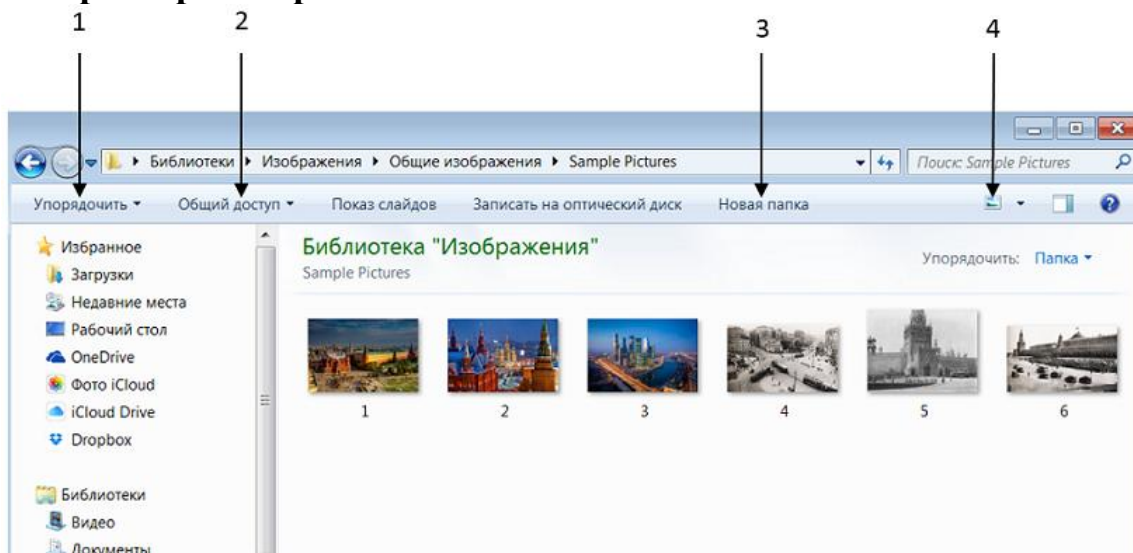 1 2 3 4
Библиотеки Изображения Общие изображения Sample Pictures Поиск: Sample Pictures
Упорядочить Общий доступ Показ слайдов Записать на оптический диск Новая папка
Избранное
Загрузки
Недавние места
Рабочий стол
OneDrive
Фото iCloud
iCloud Drive
Dropbox
Библиотеки
Видео
Документы
Библиотека "Изображения"
Sample Pictures
Упорядочить: Папка
1 2 3 4 5 6